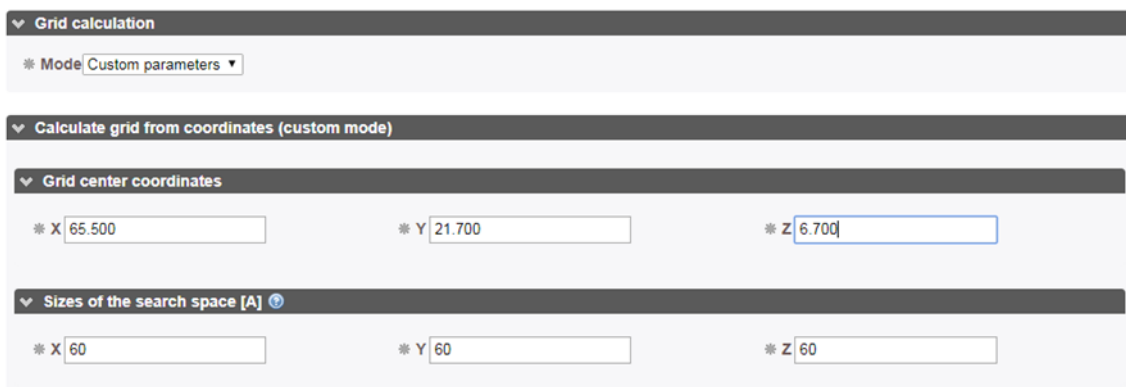 Grid calculation
Mode Custom parameters
Calculate grid from coordinates (custom mode)
Grid center coordinates
X 65.500 Y 21.700 Z 6.700
Sizes of the search space [A] ?
X 60 Y 60 Z 60